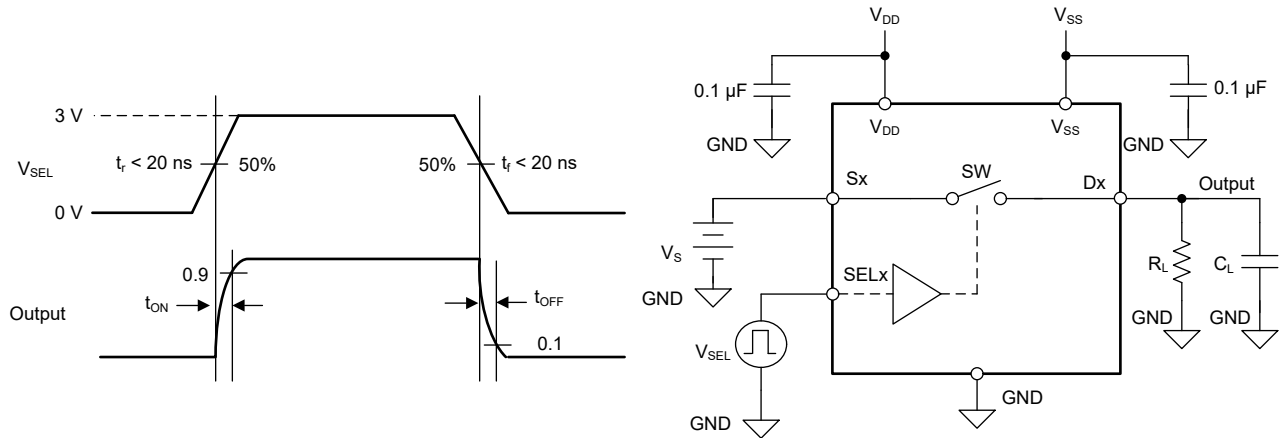 3 V
V_SEL
t_r < 20 ns
50%
50%
t_f < 20 ns
0 V
0.9
t_ON
t_OFF
Output
0.1
V_DD
V_SS
0.1 µF
0.1 µF
GND
V_DD
V_SS
GND
Sx
SW
Dx
Output
V_S
GND
SELx
R_L
C_L
GND
GND
V_SEL
GND
GND